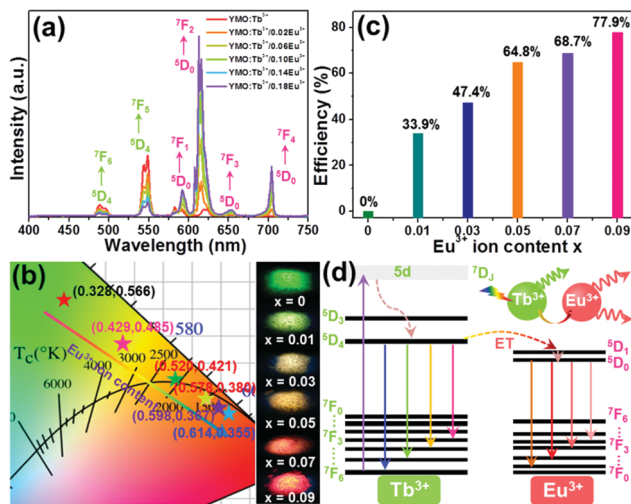 (a)
YMO:Tb³⁺
YMO:Tb³⁺/0.02Eu³⁺
YMO:Tb³⁺/0.06Eu³⁺
YMO:Tb³⁺/0.10Eu³⁺
YMO:Tb³⁺/0.14Eu³⁺
YMO:Tb³⁺/0.18Eu³⁺
⁷F₂
⁵D₀
⁷F₅
⁵D₄
⁷F₆
⁵D₄
⁷F₁
⁵D₀
⁷F₃
⁵D₀
⁷F₄
⁵D₀
Intensity (a.u.)
400 450 500 550 600 650 700 750
Wavelength (nm)
(c)
Efficiency (%)
80
60
40
20
0
0%
33.9%
47.4%
64.8%
68.7%
77.9%
0 0.01 0.03 0.05 0.07 0.09
Eu³⁺ ion content x
(b)
(0.328,0.566)
(0.429,0.485)
580
(0.520,0.421)
(0.578,0.380)
(0.598,0.367)
(0.614,0.355)
Tc(°K)
Eu³⁺ ion content
6000
4000
3000
2500
2000
x = 0
x = 0.01
x = 0.03
x = 0.05
x = 0.07
x = 0.09
(d)
5d
⁷Dⱼ
Tb³⁺
Eu³⁺
⁵D₃
⁵D₄
ET
⁵D₁
⁵D₀
⁷F₀
⁷F₃
⁷F₆
⁷F₆
⁷F₃
⁷F₀
Tb³⁺
Eu³⁺